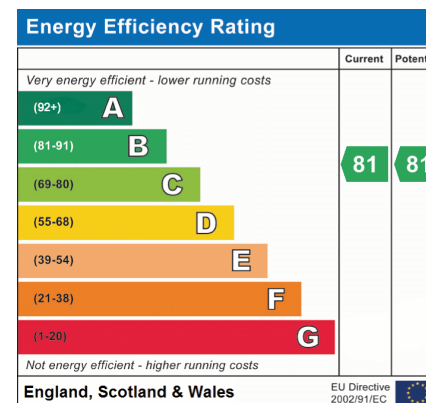 Energy Efficiency Rating
Current Potent
Very energy efficient - lower running costs
(92+) A
(81-91) B
81 81
(69-80) C
(55-68) D
(39-54) E
(21-38) F
(1-20) G
Not energy efficient - higher running costs
England, Scotland & Wales
EU Directive
2002/91/EC